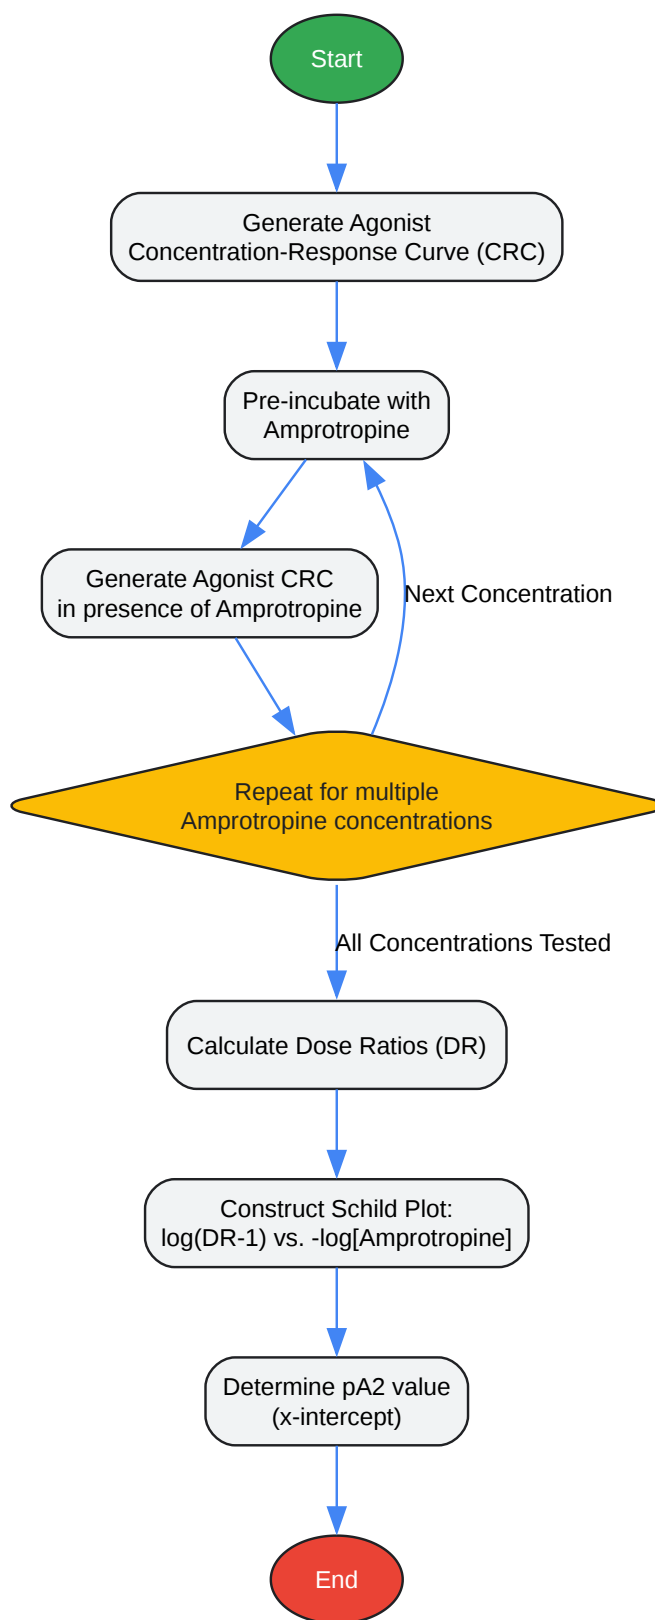 Start
Generate Agonist
Concentration-Response Curve (CRC)
Pre-incubate with
Amprotropine
Generate Agonist CRC
in presence of Amprotropine
Next Concentration
Repeat for multiple
Amprotropine concentrations
All Concentrations Tested
Calculate Dose Ratios (DR)
Construct Schild Plot:
log(DR-1) vs. -log[Amprotropine]
Determine pA2 value
(x-intercept)
End